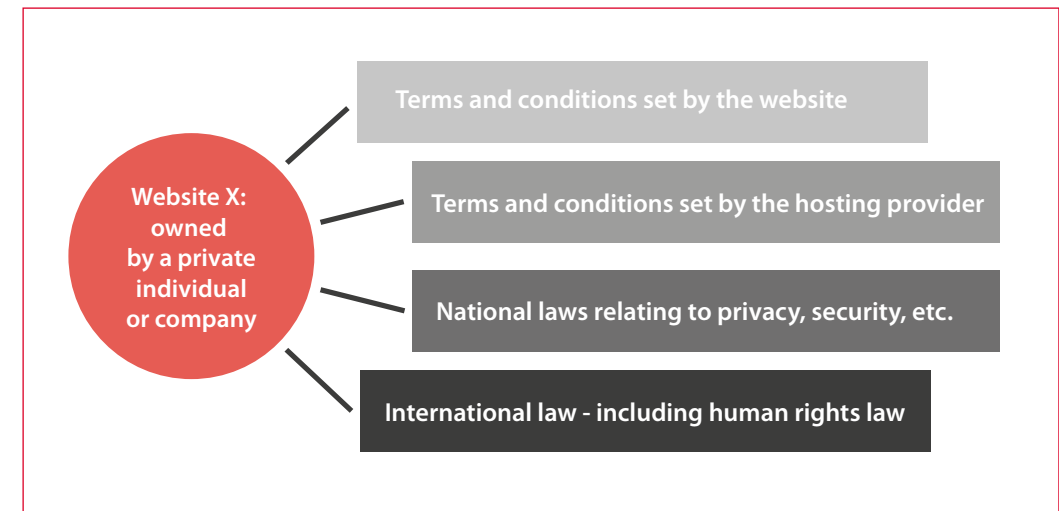 Website X:
owned
by a private
individual
or company
Terms and conditions set by the website
Terms and conditions set by the hosting provider
National laws relating to privacy, security, etc.
International law - including human rights law